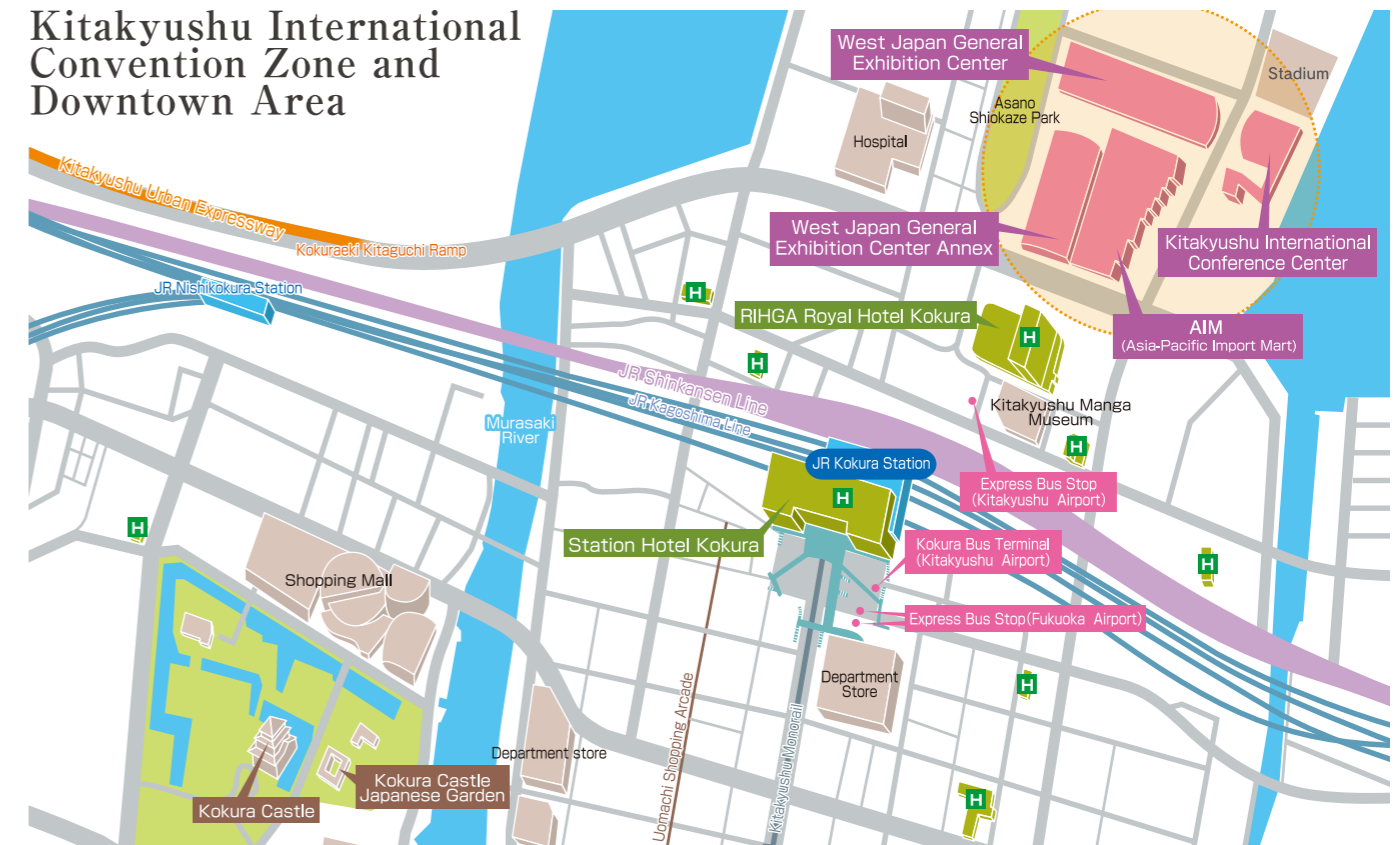 Kitakyushu International
Convention Zone and
Downtown Area
West Japan General
Exhibition Center
Stadium
Asano
Shiokaze Park
Hospital
Kitakyushu Urban Expressway
Kokuraeki Kitaguchi Ramp
West Japan General
Exhibition Center Annex
Kitakyushu International
Conference Center
JR Nishikokura Station
H
RIHGA Royal Hotel Kokura
H
AIM
(Asia-Pacific Import Mart)
H
JR Shinkansen Line
JR Kagoshima Line
Kitakyushu Manga
Museum
Murasaki
River
H
JR Kokura Station
Express Bus Stop
(Kitakyushu Airport)
H
H
Station Hotel Kokura
Kokura Bus Terminal
(Kitakyushu Airport)
H
Shopping Mall
Express Bus Stop(Fukuoka Airport)
Department
Store
H
Uomachi Shopping Arcade
Kitakyushu Monorail
Department store
Kokura Castle
Japanese Garden
Kokura Castle
H